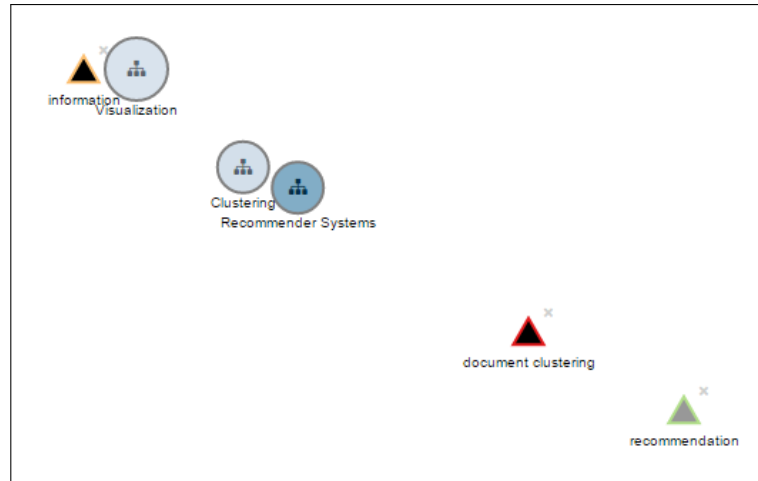 information
Visualization
Clustering
Recommender Systems
document clustering
recommendation